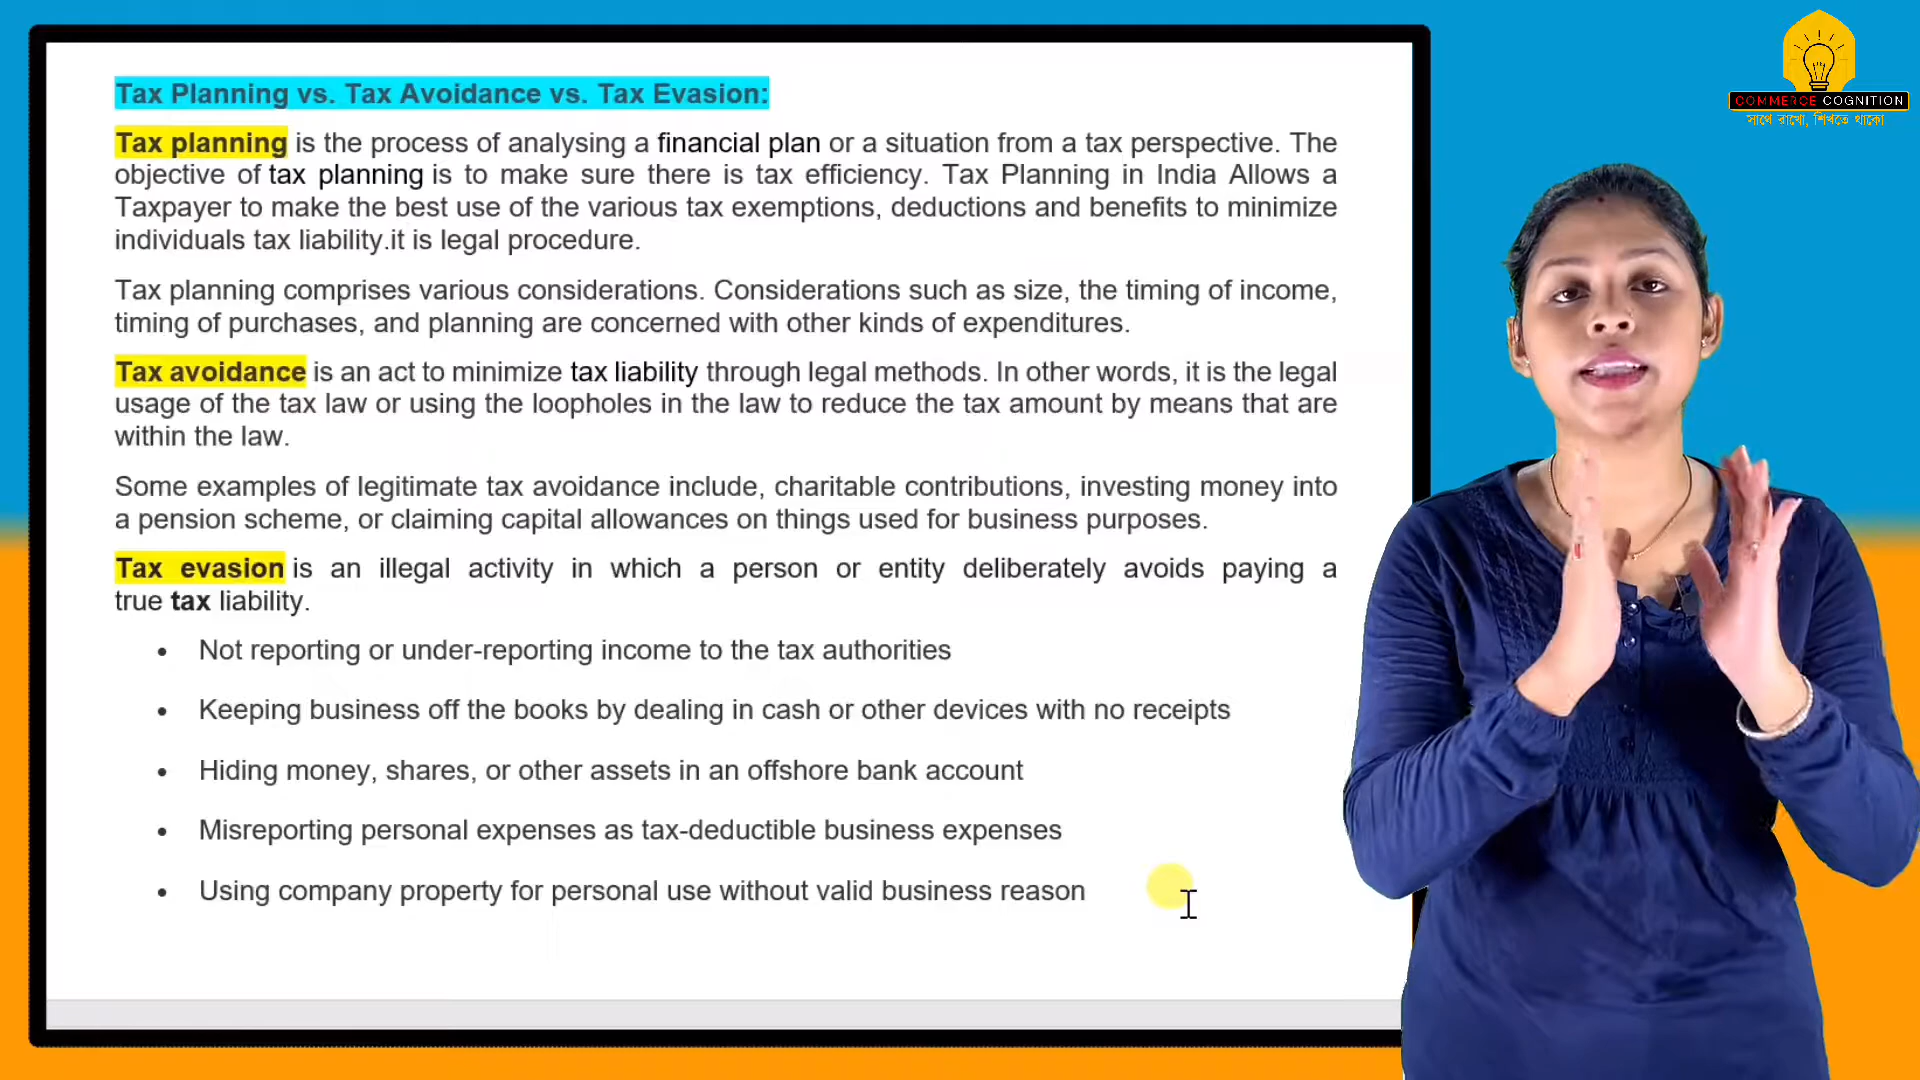 Tax Planning vs. Tax Avoidance vs. Tax Evasion:
Tax planning is the process of analysing a financial plan or a situation from a tax perspective. The
objective of tax planning is to make sure there is tax efficiency. Tax Planning in India Allows a
Taxpayer to make the best use of the various tax exemptions, deductions and benefits to minimize
individuals tax liability.it is legal procedure.
Tax planning comprises various considerations. Considerations such as size, the timing of income,
timing of purchases, and planning are concerned with other kinds of expenditures.
Tax avoidance is an act to minimize tax liability through legal methods. In other words, it is the legal
usage of the tax law or using the loopholes in the law to reduce the tax amount by means that are
within the law.
Some examples of legitimate tax avoidance include, charitable contributions, investing money into
a pension scheme, or claiming capital allowances on things used for business purposes.
Tax evasion is an illegal activity in which a person or entity deliberately avoids paying a
true tax liability.
• Not reporting or under-reporting income to the tax authorities
• Keeping business off the books by dealing in cash or other devices with no receipts
• Hiding money, shares, or other assets in an offshore bank account
• Misreporting personal expenses as tax-deductible business expenses
• Using company property for personal use without valid business reason
COMMERCE COGNITION
সাথে রাখো, শিখতে থাকো